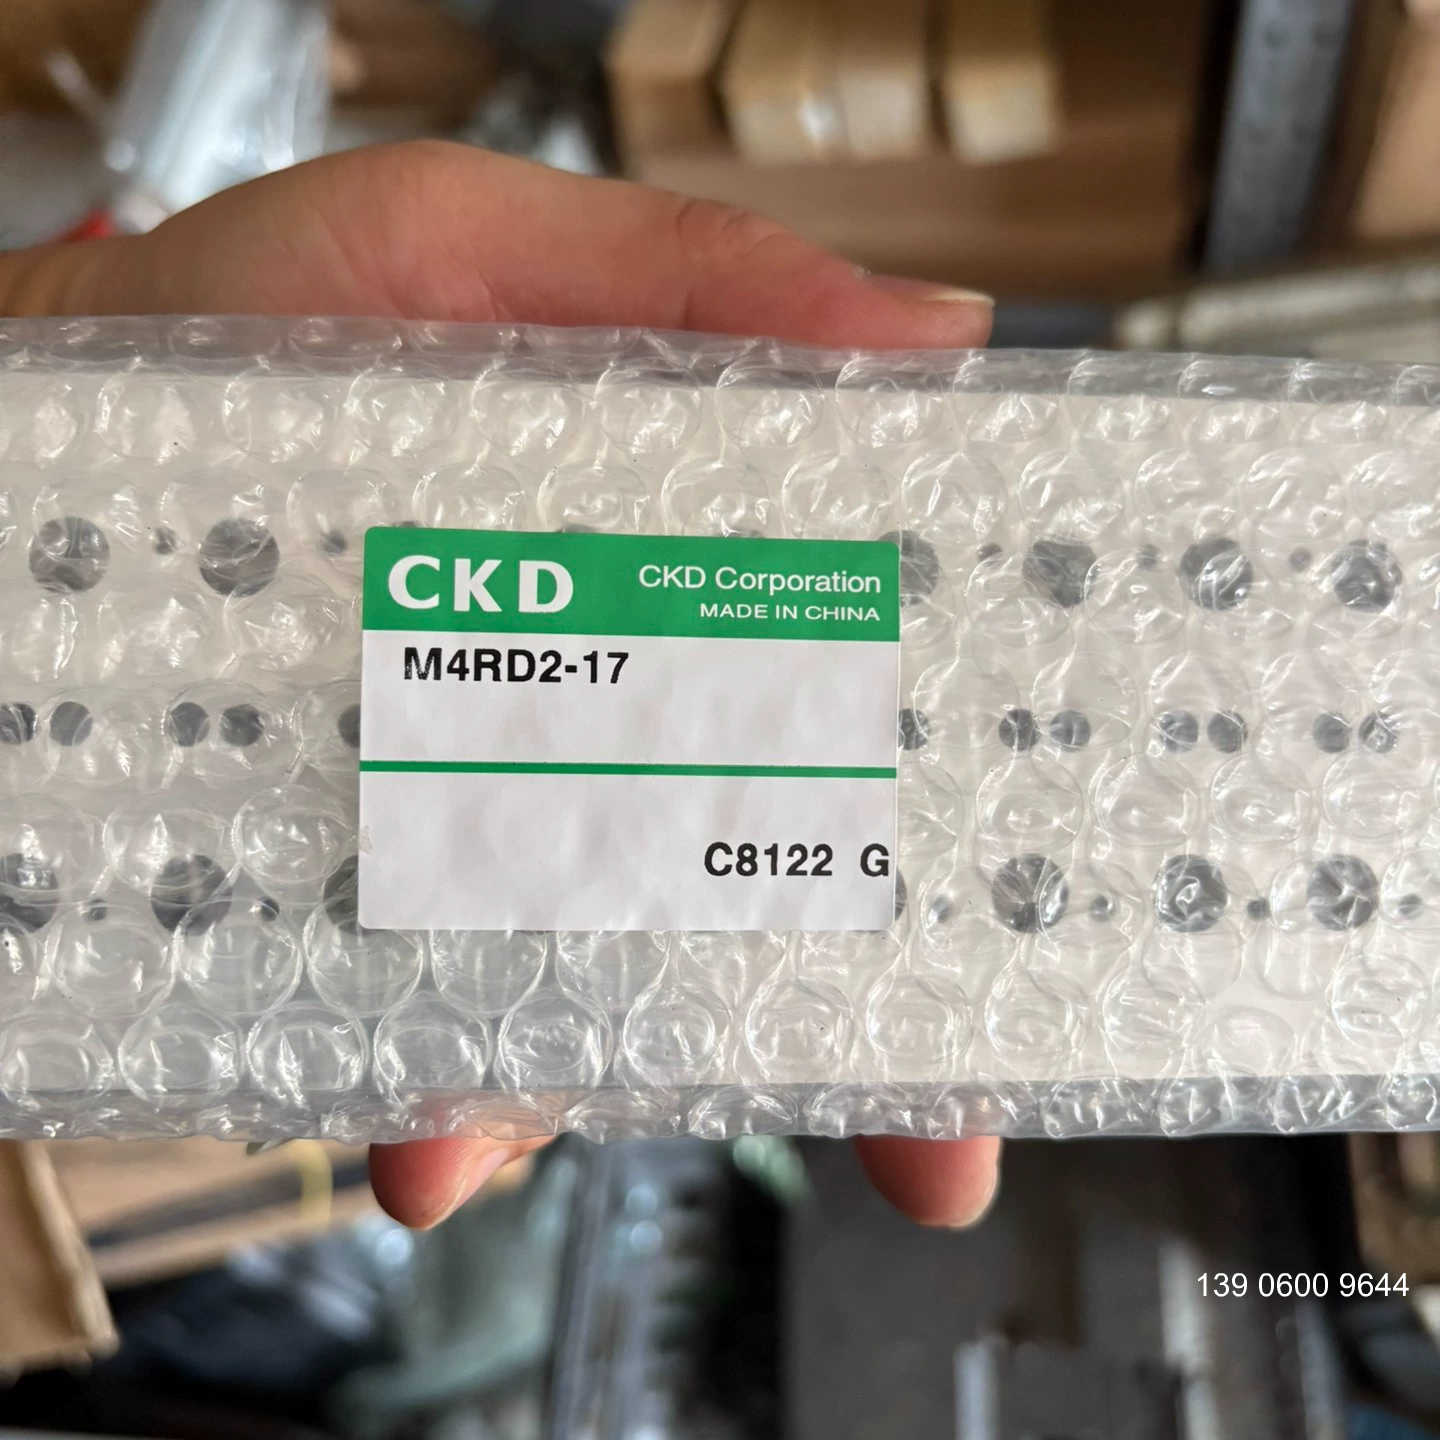 CKD
CKD Corporation
MADE IN CHINA
M4RD2-17
C8122 G
139 0600 9644